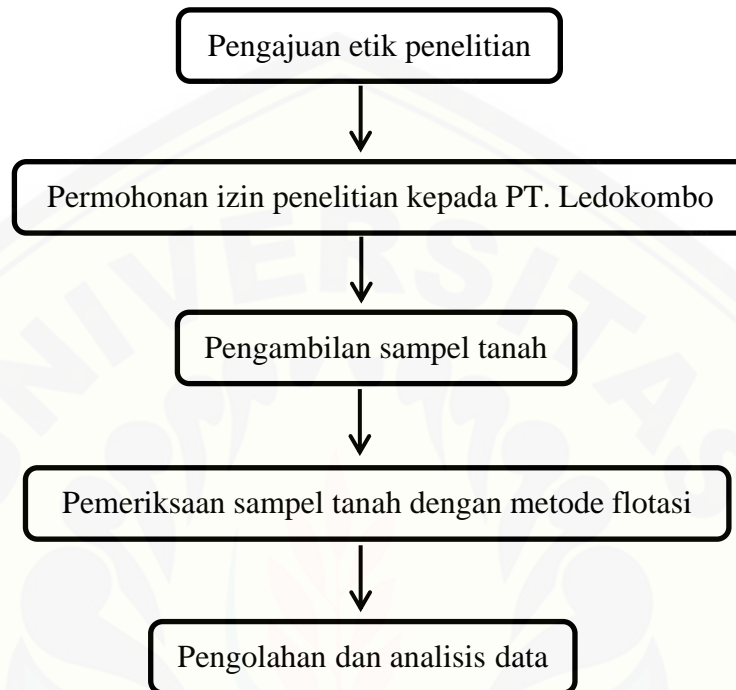 Pengajuan etik penelitian
Permohonan izin penelitian kepada PT. Ledokombo
UNIVERSITAS
Pengambilan sampel tanah
Pemeriksaan sampel tanah dengan metode flotasi
Pengolahan dan analisis data